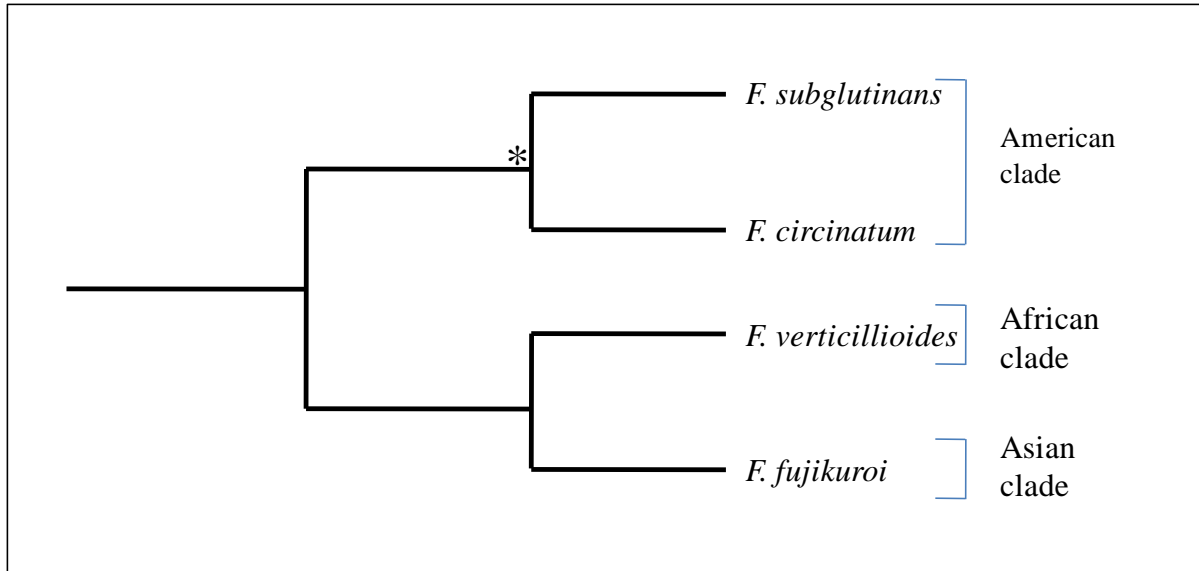 F. subglutinans
American
clade
*
F. circinatum
F. verticillioides
African
clade
F. fujikuroi
Asian
clade